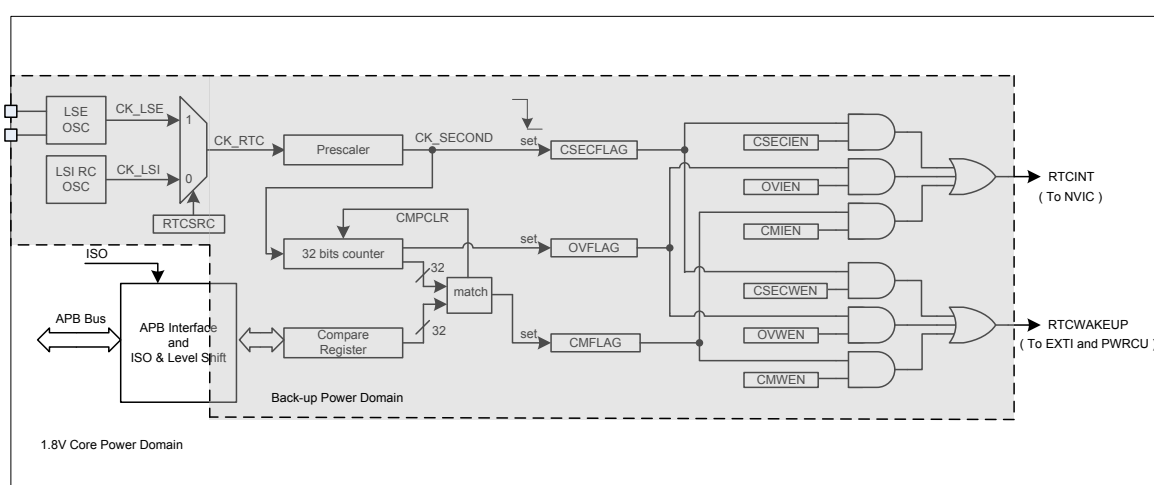 LSE
OSC
CK_LSE
1
CK_RTC
Prescaler
CK_SECOND
set
CSECFLAG
CSECIEN
LSI RC
OSC
CK_LSI
0
RTCSRC
OVIEN
RTCINT
( To NVIC )
CMPCLR
CMIEN
32 bits counter
set
OVFLAG
ISO
32
match
CSECWEN
APB Bus
APB Interface
and
ISO & Level Shift
Compare
Register
32
set
CMFLAG
OVWEN
RTCWAKEUP
( To EXTI and PWRCU )
CMWEN
Back-up Power Domain
1.8V Core Power Domain